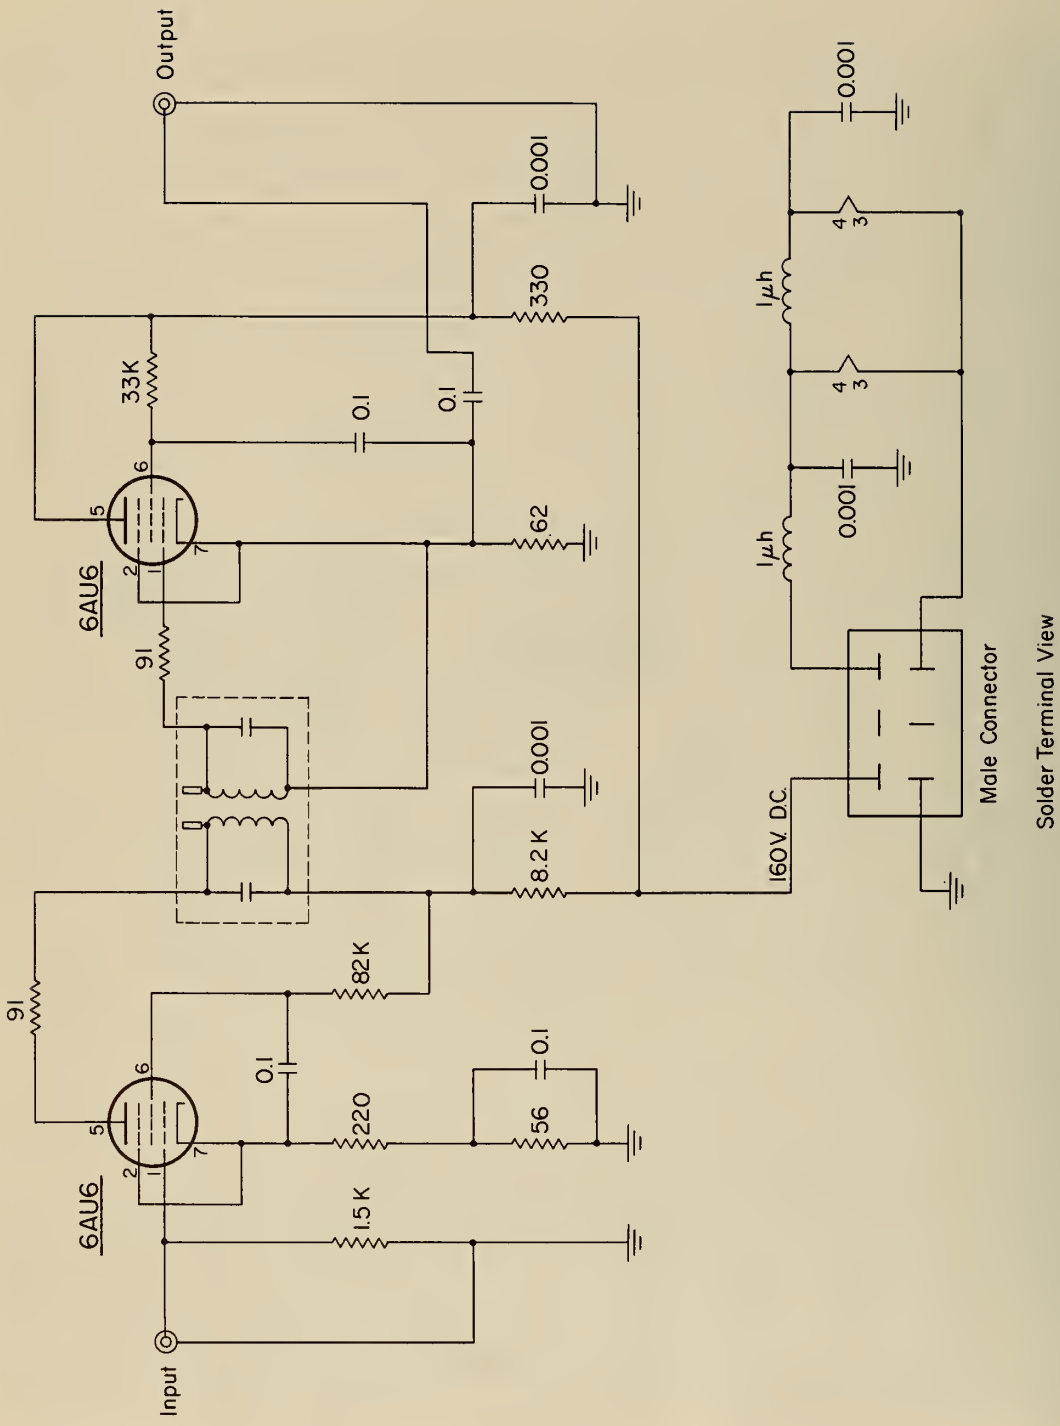 Input
6AU6
5
2
1
6
7
91
1.5 K
220
56
0.1
0.1
82K
8.2 K
0.001
91
6AU6
5
2
1
6
7
33K
0.1
0.1
62
330
0.001
Output
160V. D.C.
1μh
0.001
4
3
1μh
4
3
0.001
Male Connector
Solder Terminal View